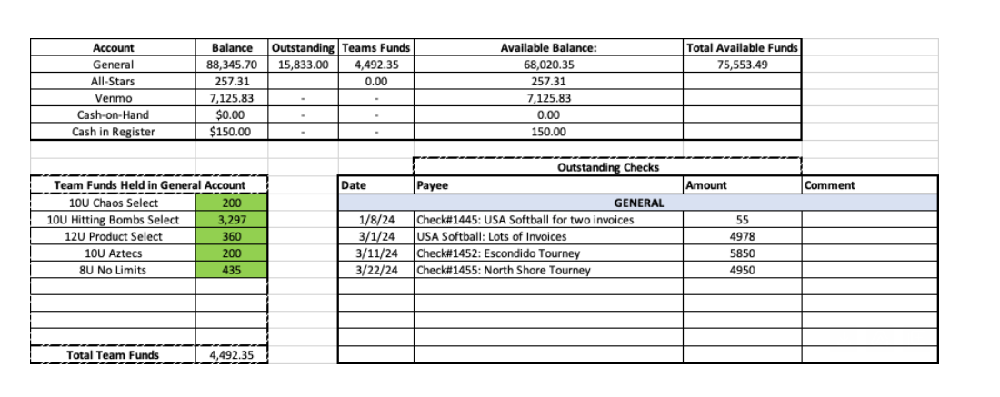 Account Balance Outstanding Teams Funds Available Balance: Total Available Funds
General 88,345.70 15,833.00 4,492.35 68,020.35 75,553.49
All-Stars 257.31 0.00 257.31
Venmo 7,125.83 - - 7,125.83
Cash-on-Hand $0.00 - - 0.00
Cash in Register $150.00 - - 150.00
Outstanding Checks
Team Funds Held in General Account Date Payee Amount Comment
10U Chaos Select 200 GENERAL
10U Hitting Bombs Select 3,297 1/8/24 Check#1445: USA Softball for two invoices 55
12U Product Select 360 3/1/24 USA Softball: Lots of Invoices 4978
10U Aztecs 200 3/11/24 Check#1452: Escondido Tourney 5850
8U No Limits 435 3/22/24 Check#1455: North Shore Tourney 4950
Total Team Funds 4,492.35